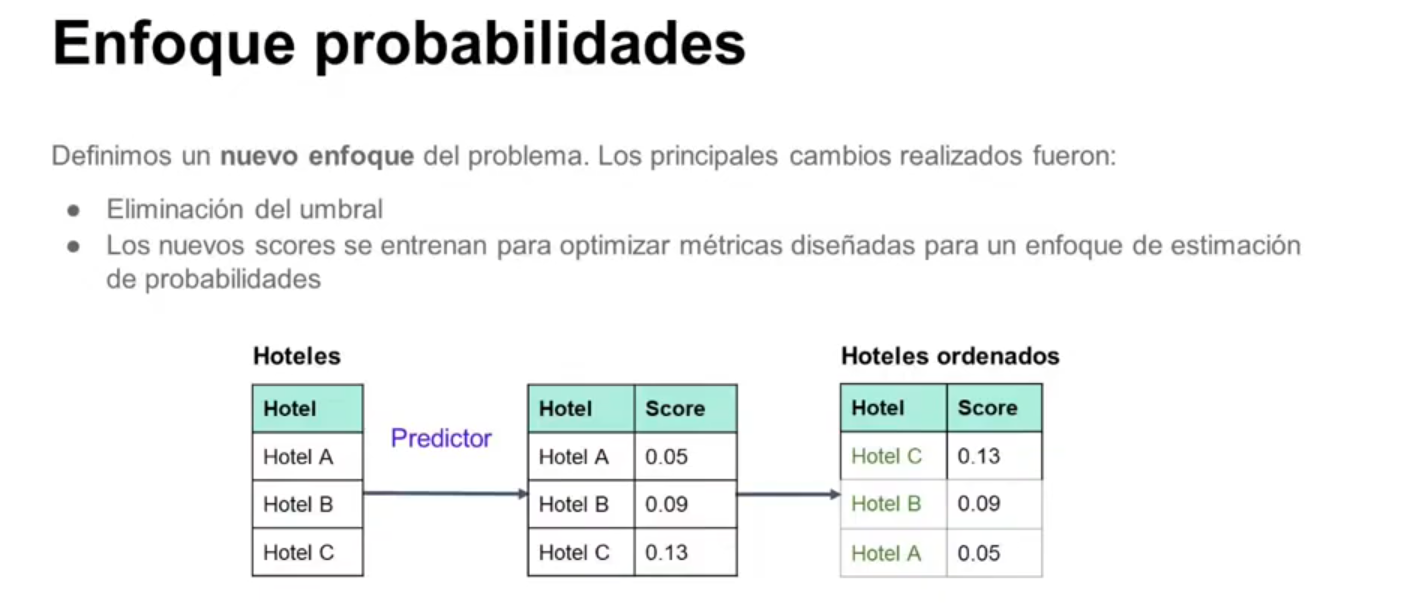 Enfoque probabilidades
Definimos un nuevo enfoque del problema. Los principales cambios realizados fueron:
● Eliminación del umbral
● Los nuevos scores se entrenan para optimizar métricas diseñadas para un enfoque de estimación
de probabilidades
Hoteles
Hotel
Hotel A
Hotel B
Hotel C
Predictor
Hotel Score
Hotel A 0.05
Hotel B 0.09
Hotel C 0.13
Hoteles ordenados
Hotel Score
Hotel C 0.13
Hotel B 0.09
Hotel A 0.05